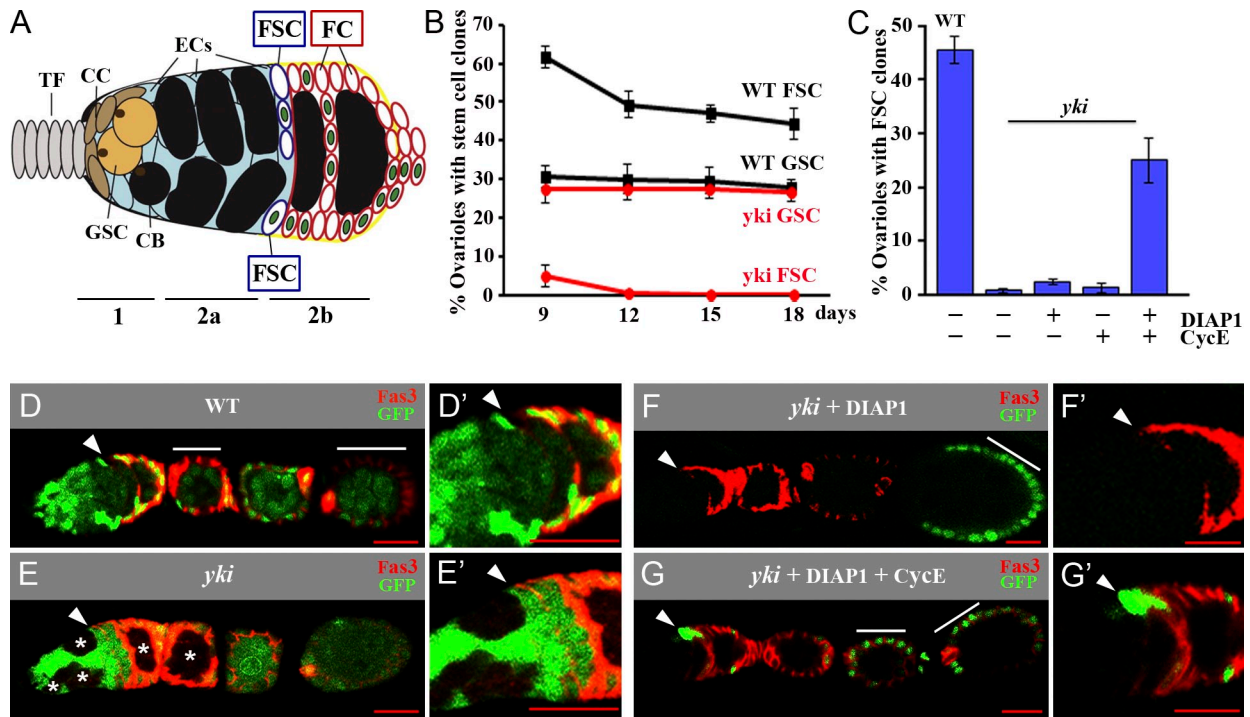 A
FSC
FC
ECs
CC
TF
GSC
CB
FSC
1
2a
2b
B
% Ovarioles with stem cell clones
70
60
50
40
30
20
10
0
WT FSC
WT GSC
yki GSC
yki FSC
9
12
15
18
days
C
% Ovarioles with FSC clones
50
40
30
20
10
0
WT
yki
– – + – + DIAP1
– – – + + CycE
D
WT
Fas3
GFP
D'
E
yki
Fas3
GFP
* * * *
E'
F
yki + DIAP1
Fas3
GFP
F'
G
yki + DIAP1 + CycE
Fas3
GFP
G'